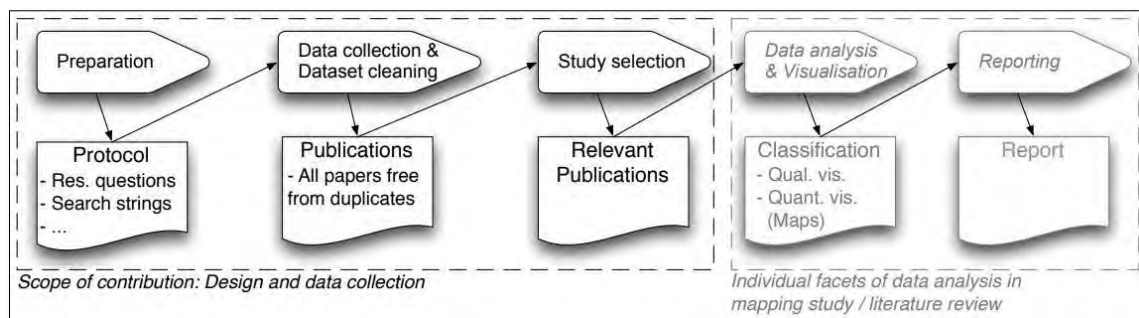 Preparation
Data collection &
Dataset cleaning
Study selection
Data analysis
& Visualisation
Reporting
Protocol
- Res. questions
- Search strings
- ...
Publications
- All papers free
from duplicates
Relevant
Publications
Classification
- Qual. vis.
- Quant. vis.
(Maps)
Report
Scope of contribution: Design and data collection
Individual facets of data analysis in
mapping study / literature review